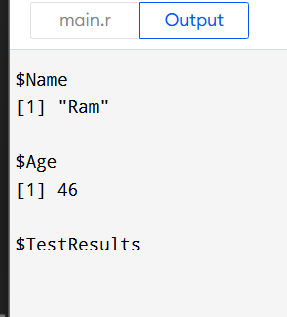 main.r
Output
$Name
[1] "Ram"
$Age
[1] 46
$TestResults